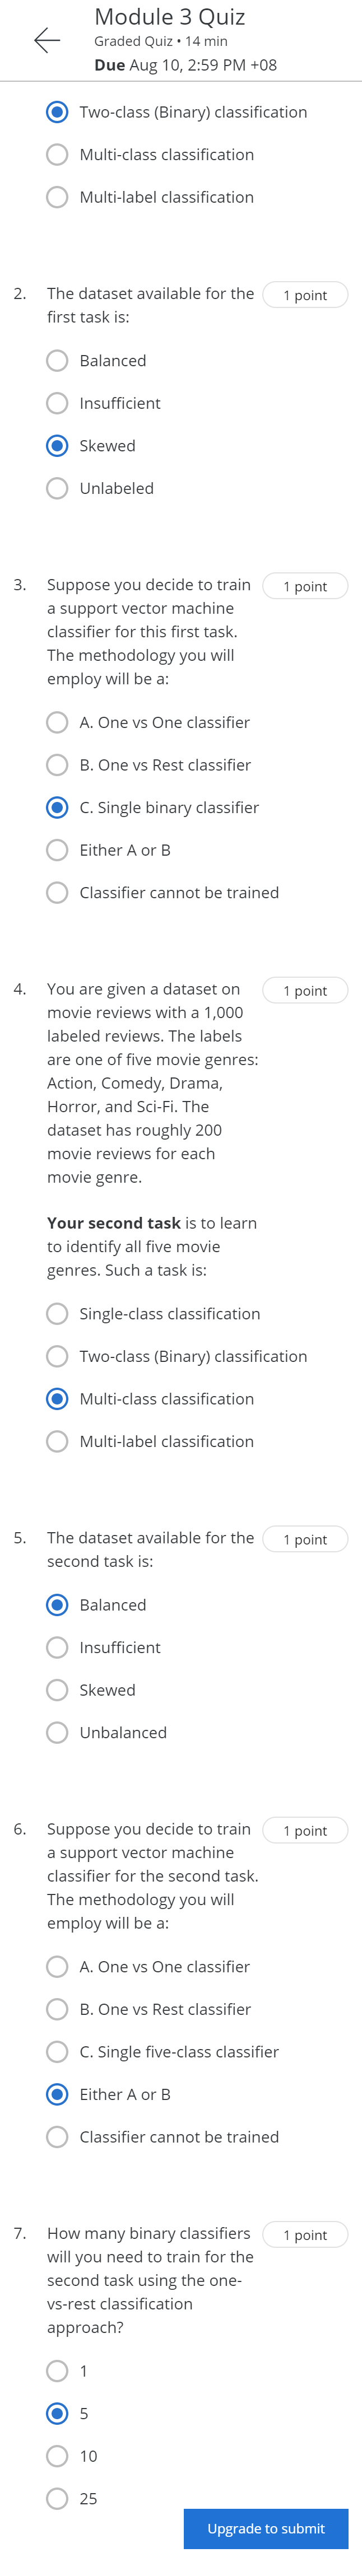 Module 3 Quiz
Graded Quiz • 14 min
Due Aug 10, 2:59 PM +08
Two-class (Binary) classification
Multi-class classification
Multi-label classification
2. The dataset available for the 1 point
first task is:
Balanced
Insufficient
Skewed
Unlabeled
3. Suppose you decide to train 1 point
a support vector machine
classifier for this first task.
The methodology you will
employ will be a:
A. One vs One classifier
B. One vs Rest classifier
C. Single binary classifier
Either A or B
Classifier cannot be trained
4. You are given a dataset on 1 point
movie reviews with a 1,000
labeled reviews. The labels
are one of five movie genres:
Action, Comedy, Drama,
Horror, and Sci-Fi. The
dataset has roughly 200
movie reviews for each
movie genre.
Your second task is to learn
to identify all five movie
genres. Such a task is:
Single-class classification
Two-class (Binary) classification
Multi-class classification
Multi-label classification
5. The dataset available for the 1 point
second task is:
Balanced
Insufficient
Skewed
Unbalanced
6. Suppose you decide to train 1 point
a support vector machine
classifier for the second task.
The methodology you will
employ will be a:
A. One vs One classifier
B. One vs Rest classifier
C. Single five-class classifier
Either A or B
Classifier cannot be trained
7. How many binary classifiers 1 point
will you need to train for the
second task using the one-
vs-rest classification
approach?
1
5
10
25
Upgrade to submit